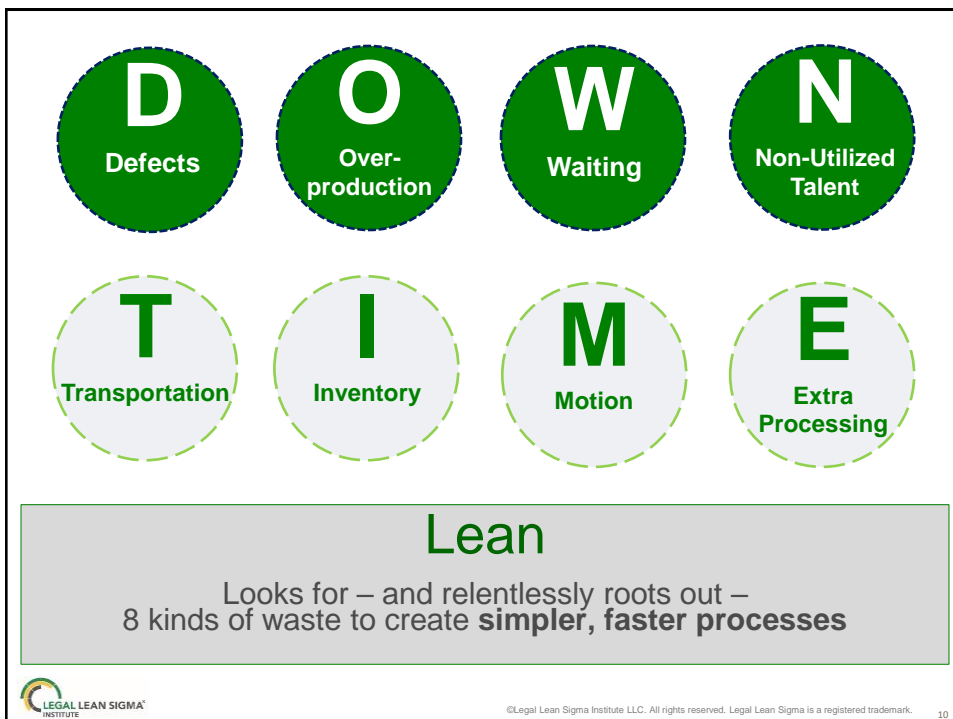 D
Defects
O
Over-
production
W
Waiting
N
Non-Utilized
Talent
T
Transportation
I
Inventory
M
Motion
E
Extra
Processing
Lean
Looks for – and relentlessly roots out –
8 kinds of waste to create simpler, faster processes
LEGAL LEAN SIGMA
INSTITUTE
©Legal Lean Sigma Institute LLC. All rights reserved. Legal Lean Sigma is a registered trademark.
10